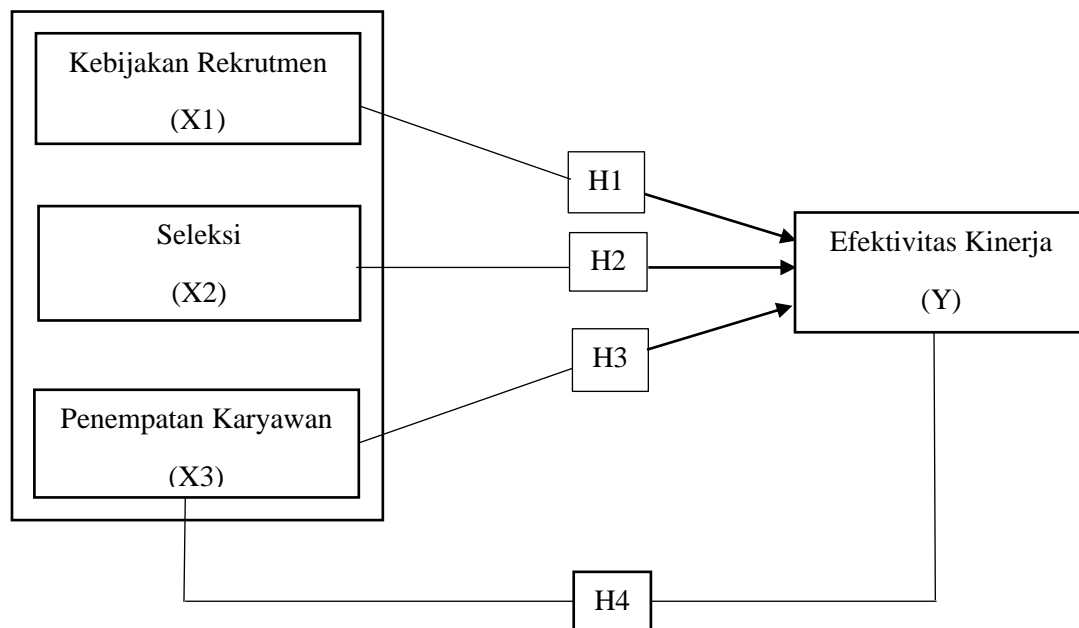 Kebijakan Rekrutmen
(X1)
H1
Seleksi
(X2)
H2
Efektivitas Kinerja
(Y)
H3
Penempatan Karyawan
(X3)
H4